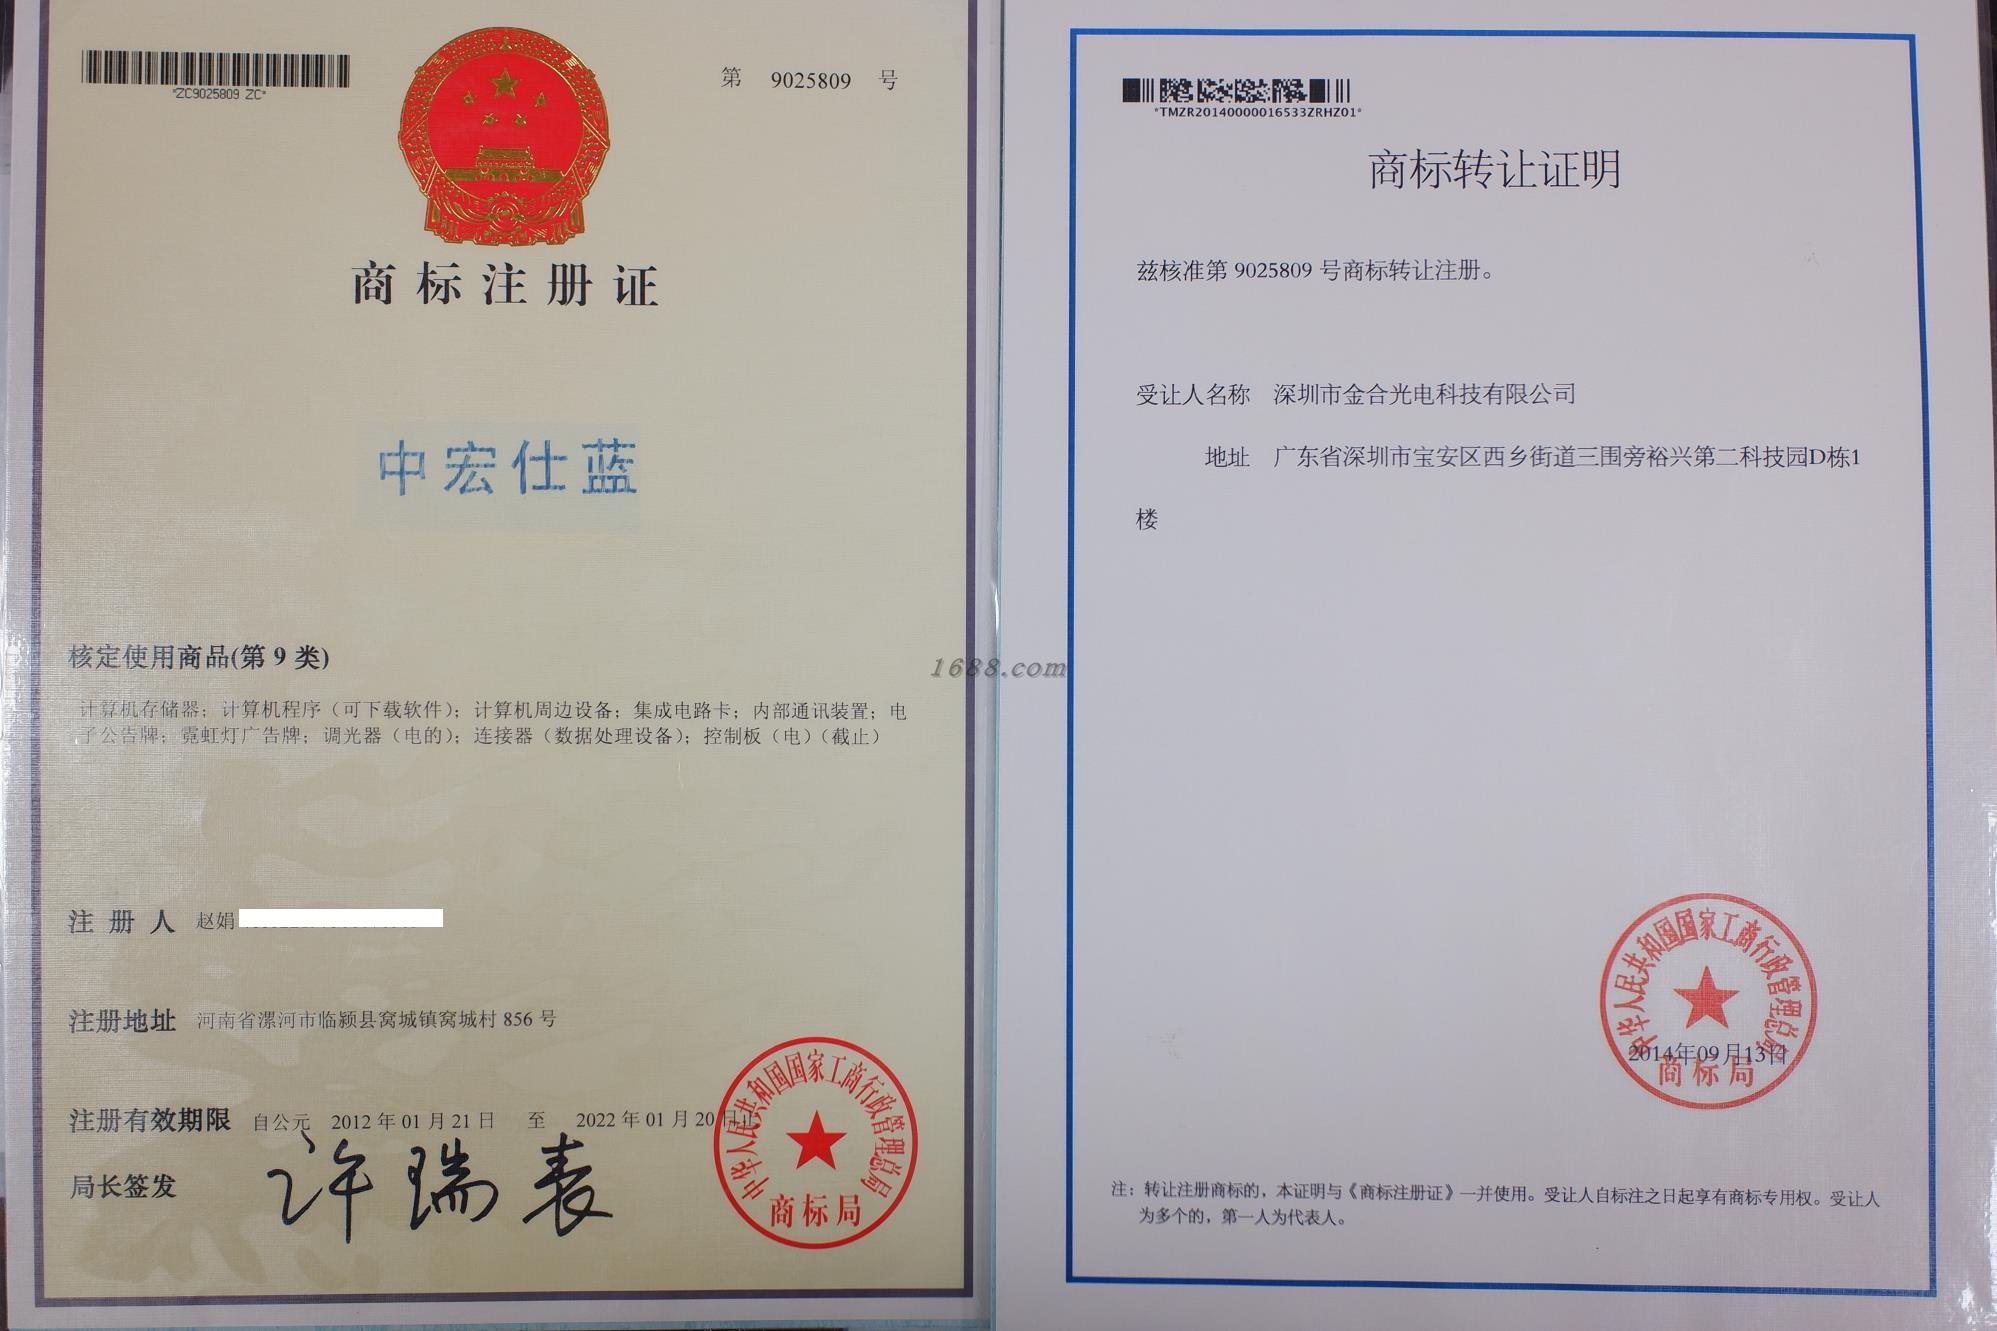 *ZC9025809 ZC*
第 9025809 号
商标注册证
中宏仕蓝
核定使用商品(第 9 类)
计算机存储器；计算机程序（可下载软件）；计算机周边设备；集成电路卡；内部通讯装置；电
子公告牌；霓虹灯广告牌；调光器（电的）；连接器（数据处理设备）；控制板（电）（截止）
注册人 赵娟
注册地址 河南省漯河市临颍县窝城镇窝城村 856 号
注册有效期限 自公元 2012 年 01 月 21 日 至 2022 年 01 月 20 日止
局长签发 许瑞表
中华人民共和国国家工商行政管理总局
商标局
1688.com
*TMZR20140000016533ZRHZ01*
商标转让证明
兹核准第 9025809 号商标转让注册。
受让人名称 深圳市金合光电科技有限公司
地址 广东省深圳市宝安区西乡街道三围旁裕兴第二科技园D栋1
楼
中华人民共和国国家工商行政管理总局
2014年09月13日
商标局
注：转让注册商标的，本证明与《商标注册证》一并使用。受让人自标注之日起享有商标专用权。受让人
为多个的，第一人为代表人。